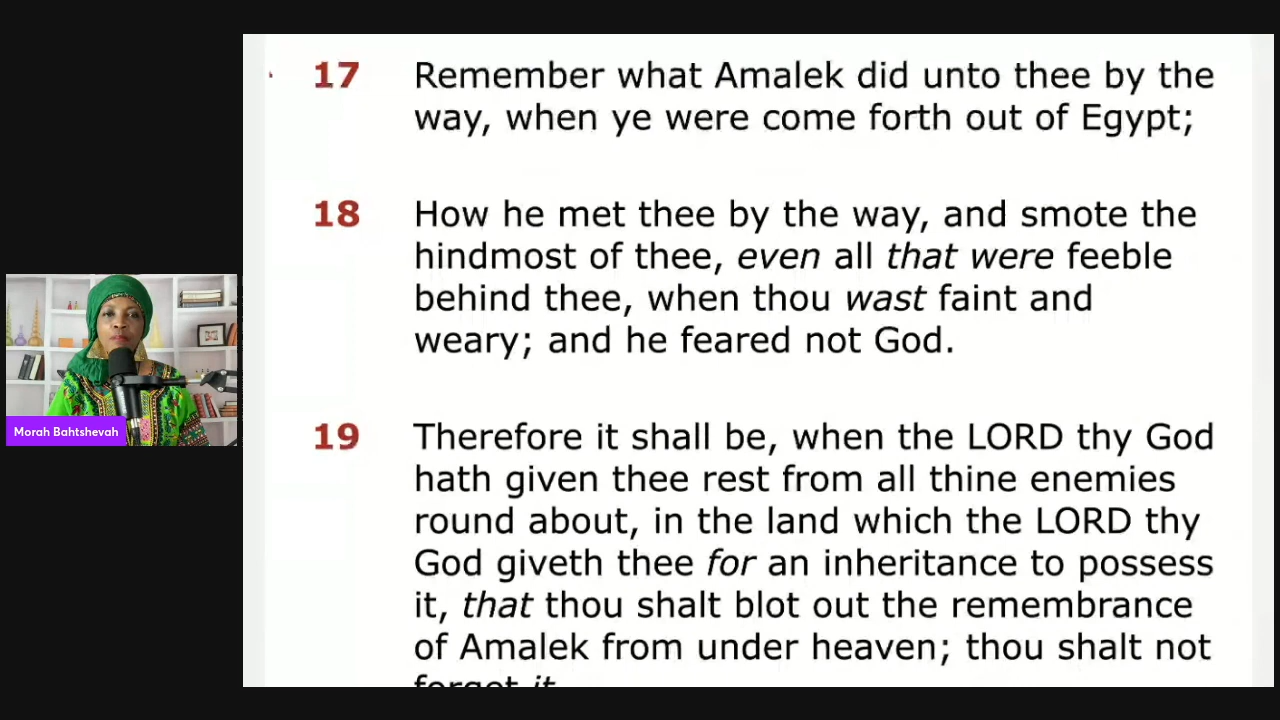 17 Remember what Amalek did unto thee by the
way, when ye were come forth out of Egypt;
18 How he met thee by the way, and smote the
hindmost of thee, even all that were feeble
behind thee, when thou wast faint and
weary; and he feared not God.
19 Therefore it shall be, when the LORD thy God
hath given thee rest from all thine enemies
round about, in the land which the LORD thy
God giveth thee for an inheritance to possess
it, that thou shalt blot out the remembrance
of Amalek from under heaven; thou shalt not
forget it
Morah Bahtshevah